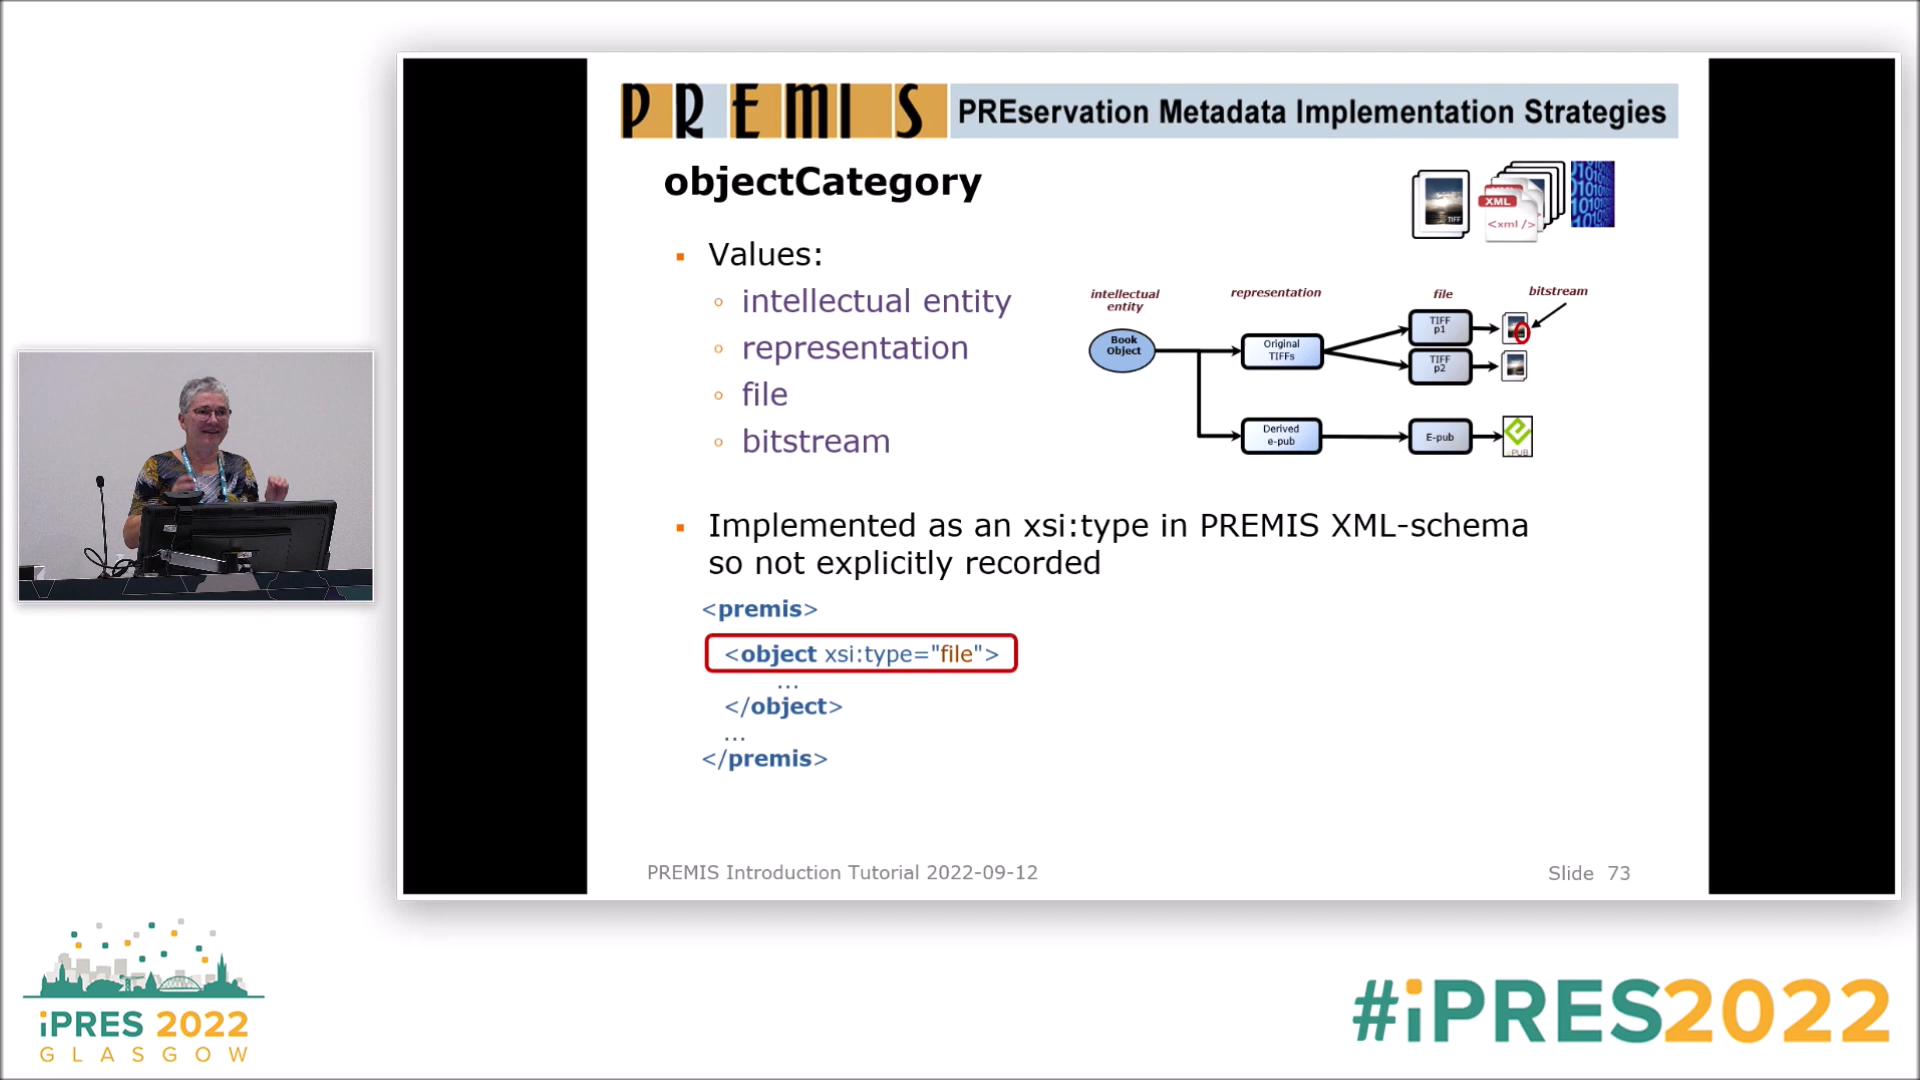 PREMIS PREservation Metadata Implementation Strategies
objectCategory
TIFF
XML
<xml />
Values:
intellectual entity
representation
file
bitstream
intellectual
entity
representation
file
bitstream
Book
Object
Original
TIFFs
TIFF
p1
TIFF
p2
Derived
e-pub
E-pub
Implemented as an xsi:type in PREMIS XML-schema
so not explicitly recorded
<premis>
<object xsi:type="file">
...
</object>
...
</premis>
PREMIS Introduction Tutorial 2022-09-12
Slide 73
iPRES 2022
GLASGOW
#iPRES2022